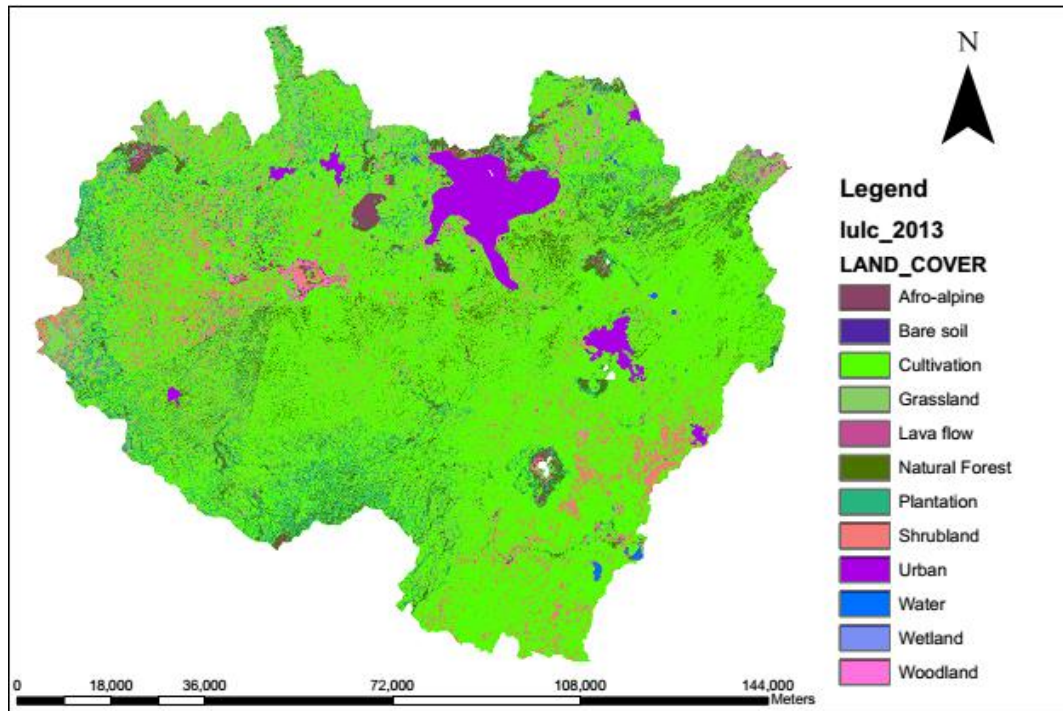 N
Legend
lulc_2013
LAND_COVER
Afro-alpine
Bare soil
Cultivation
Grassland
Lava flow
Natural Forest
Plantation
Shrubland
Urban
Water
Wetland
Woodland
0 18,000 36,000 72,000 108,000 144,000
Meters